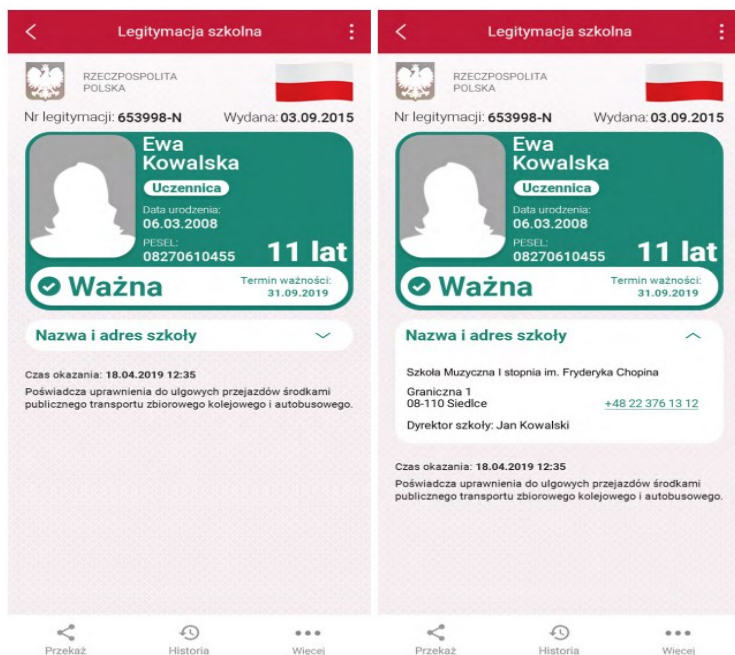 Legitymacja szkolna
RZECZPOSPOLITA
POLSKA
Nr legitymacji: 653998-N Wydana: 03.09.2015
Ewa
Kowalska
Uczennica
Data urodzenia:
06.03.2008
PESEL:
08270610455
11 lat
Ważna
Termin ważności:
31.09.2019
Nazwa i adres szkoły
Czas okazania: 18.04.2019 12:35
Poświadcza uprawnienia do ulgowych przejazdów środkami
publicznego transportu zbiorowego kolejowego i autobusowego.
Przekaż Historia Więcej
Legitymacja szkolna
RZECZPOSPOLITA
POLSKA
Nr legitymacji: 653998-N Wydana: 03.09.2015
Ewa
Kowalska
Uczennica
Data urodzenia:
06.03.2008
PESEL:
08270610455
11 lat
Ważna
Termin ważności:
31.09.2019
Nazwa i adres szkoły
Szkoła Muzyczna I stopnia im. Fryderyka Chopina
Graniczna 1
08-110 Siedlce +48 22 376 13 12
Dyrektor szkoły: Jan Kowalski
Czas okazania: 18.04.2019 12:35
Poświadcza uprawnienia do ulgowych przejazdów środkami
publicznego transportu zbiorowego kolejowego i autobusowego.
Przekaż Historia Więcej